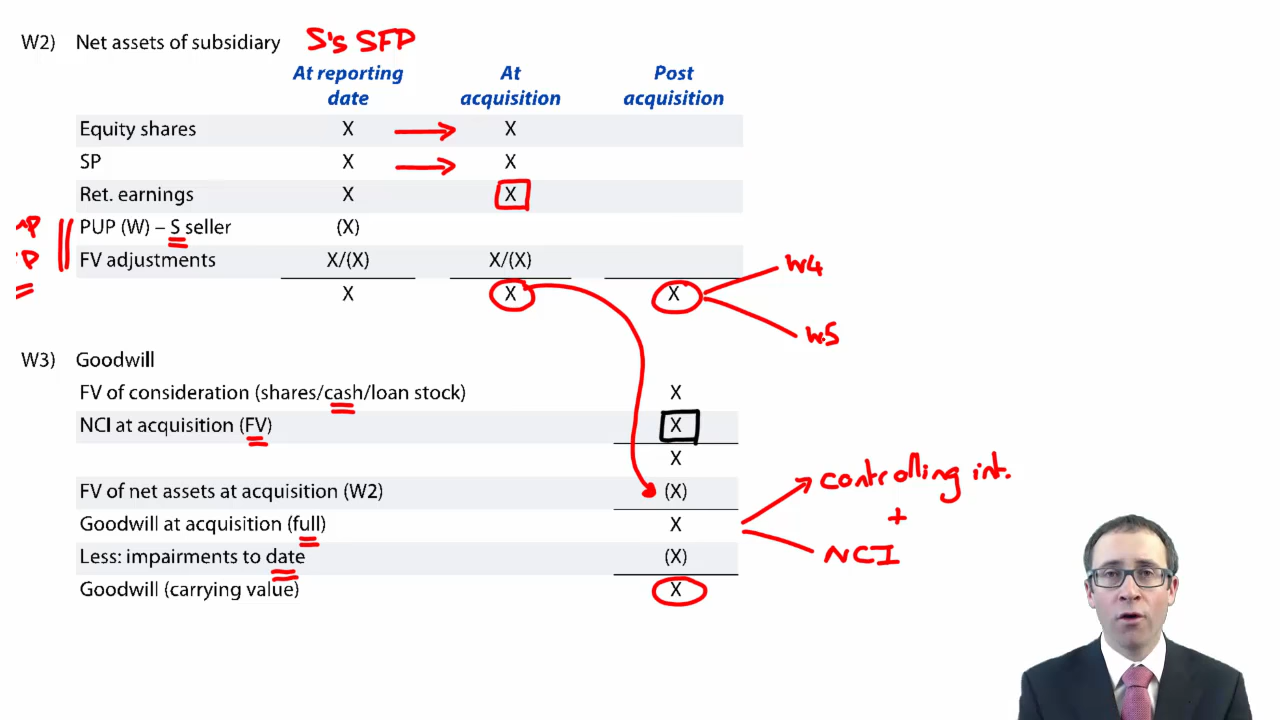 W2) Net assets of subsidiary S's SFP
At reporting date At acquisition Post acquisition
Equity shares X X
SP X X
Ret. earnings X X
PUP (W) – S seller (X)
FV adjustments X/(X) X/(X)
W4
X X X
W5
W3) Goodwill
FV of consideration (shares/cash/loan stock) X
NCI at acquisition (FV) X
X
controlling int.
FV of net assets at acquisition (W2) (X)
+
Goodwill at acquisition (full) X
NCI
Less: impairments to date (X)
Goodwill (carrying value) X